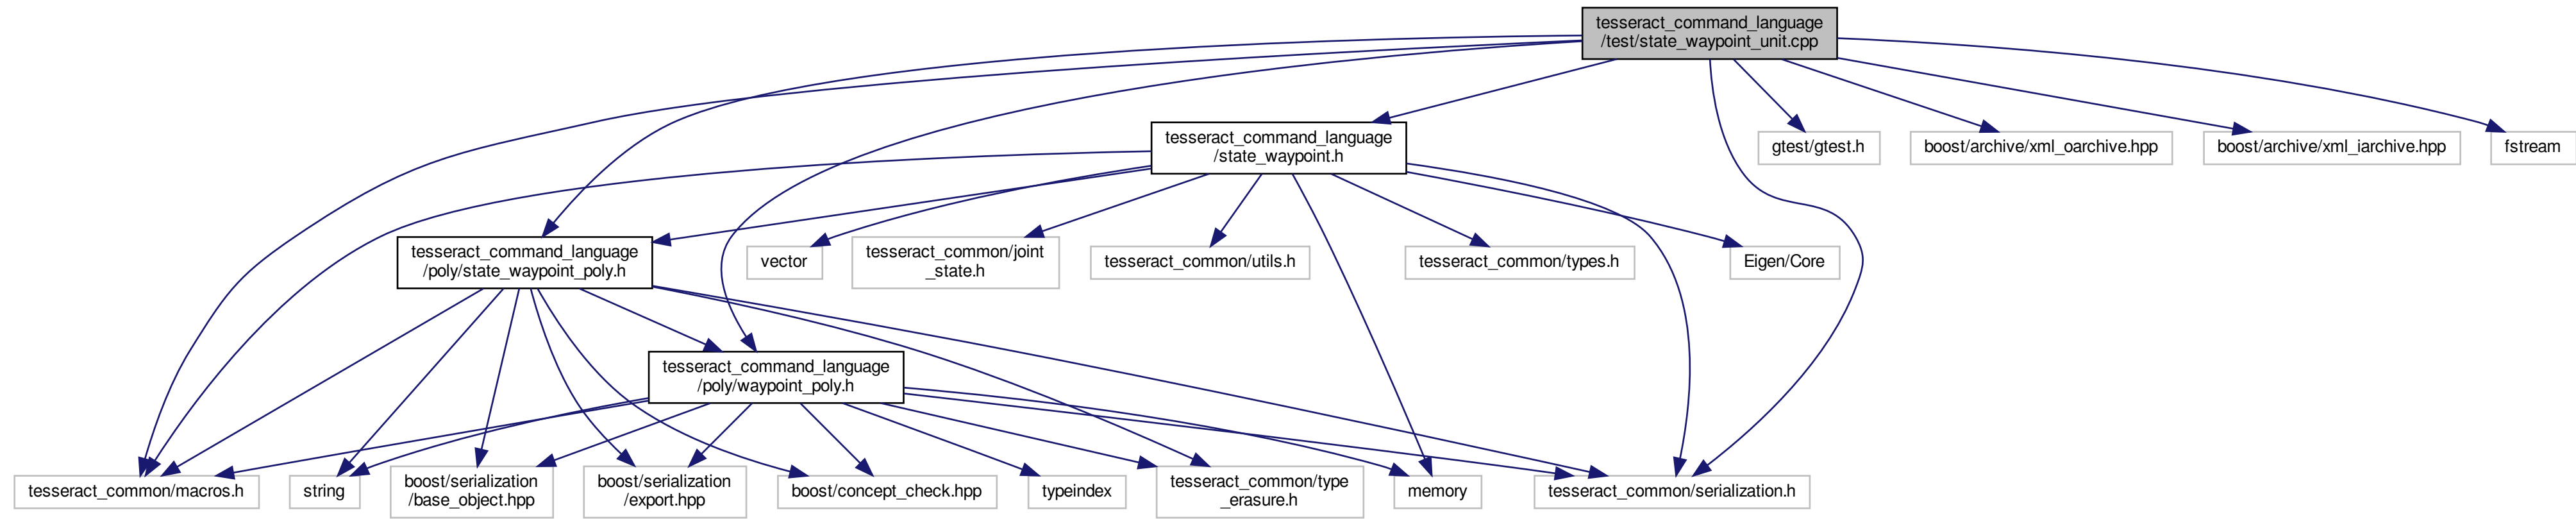 tesseract_command_language
/test/state_waypoint_unit.cpp
tesseract_command_language
/state_waypoint.h
gtest/gtest.h
boost/archive/xml_oarchive.hpp
boost/archive/xml_iarchive.hpp
fstream
tesseract_command_language
/poly/state_waypoint_poly.h
vector
tesseract_common/joint
_state.h
tesseract_common/utils.h
tesseract_common/types.h
Eigen/Core
tesseract_command_language
/poly/waypoint_poly.h
tesseract_common/macros.h
string
boost/serialization
/base_object.hpp
boost/serialization
/export.hpp
boost/concept_check.hpp
typeindex
tesseract_common/type
_erasure.h
memory
tesseract_common/serialization.h